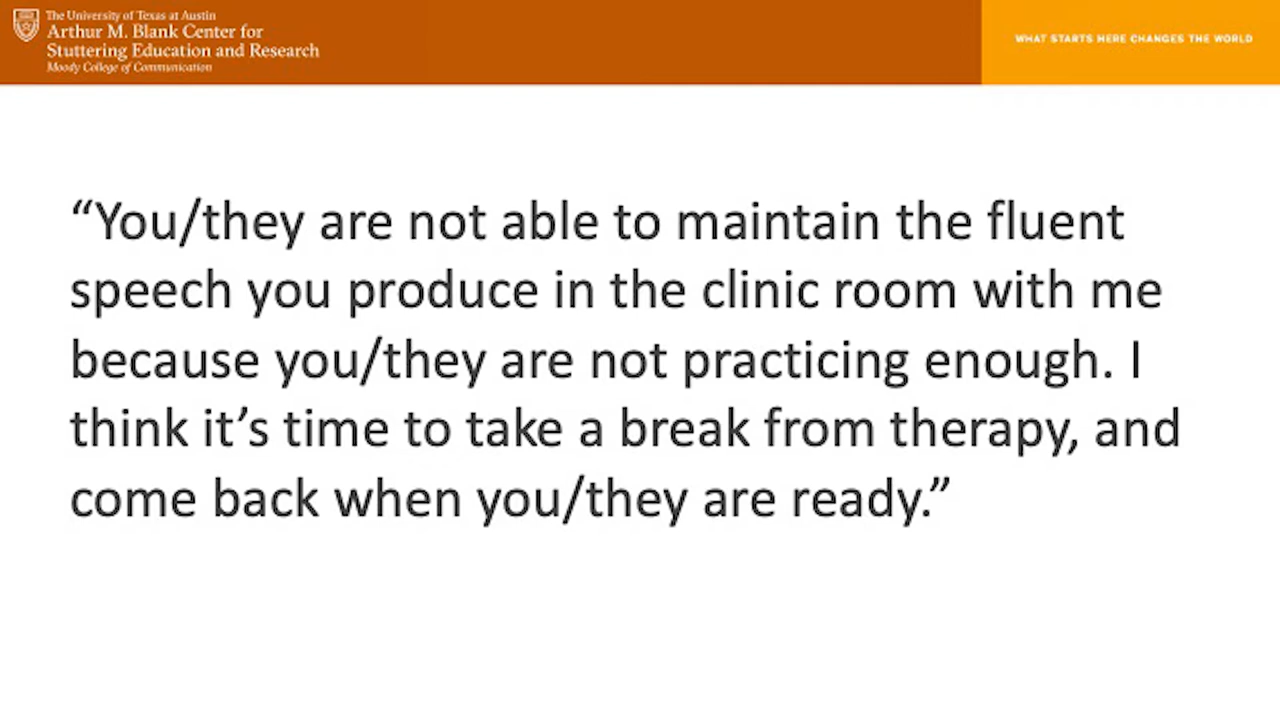 The University of Texas at Austin
Arthur M. Blank Center for
Stuttering Education and Research
Moody College of Communication
WHAT STARTS HERE CHANGES THE WORLD
“You/they are not able to maintain the fluent
speech you produce in the clinic room with me
because you/they are not practicing enough. I
think it’s time to take a break from therapy, and
come back when you/they are ready.”